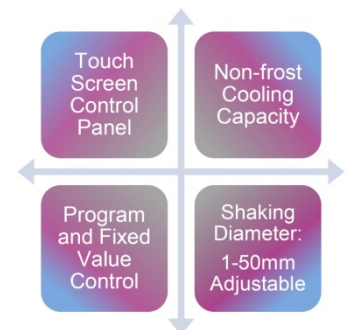 Touch
Screen
Control
Panel
Non-frost
Cooling
Capacity
Program
and Fixed
Value
Control
Shaking
Diameter:
1-50mm
Adjustable